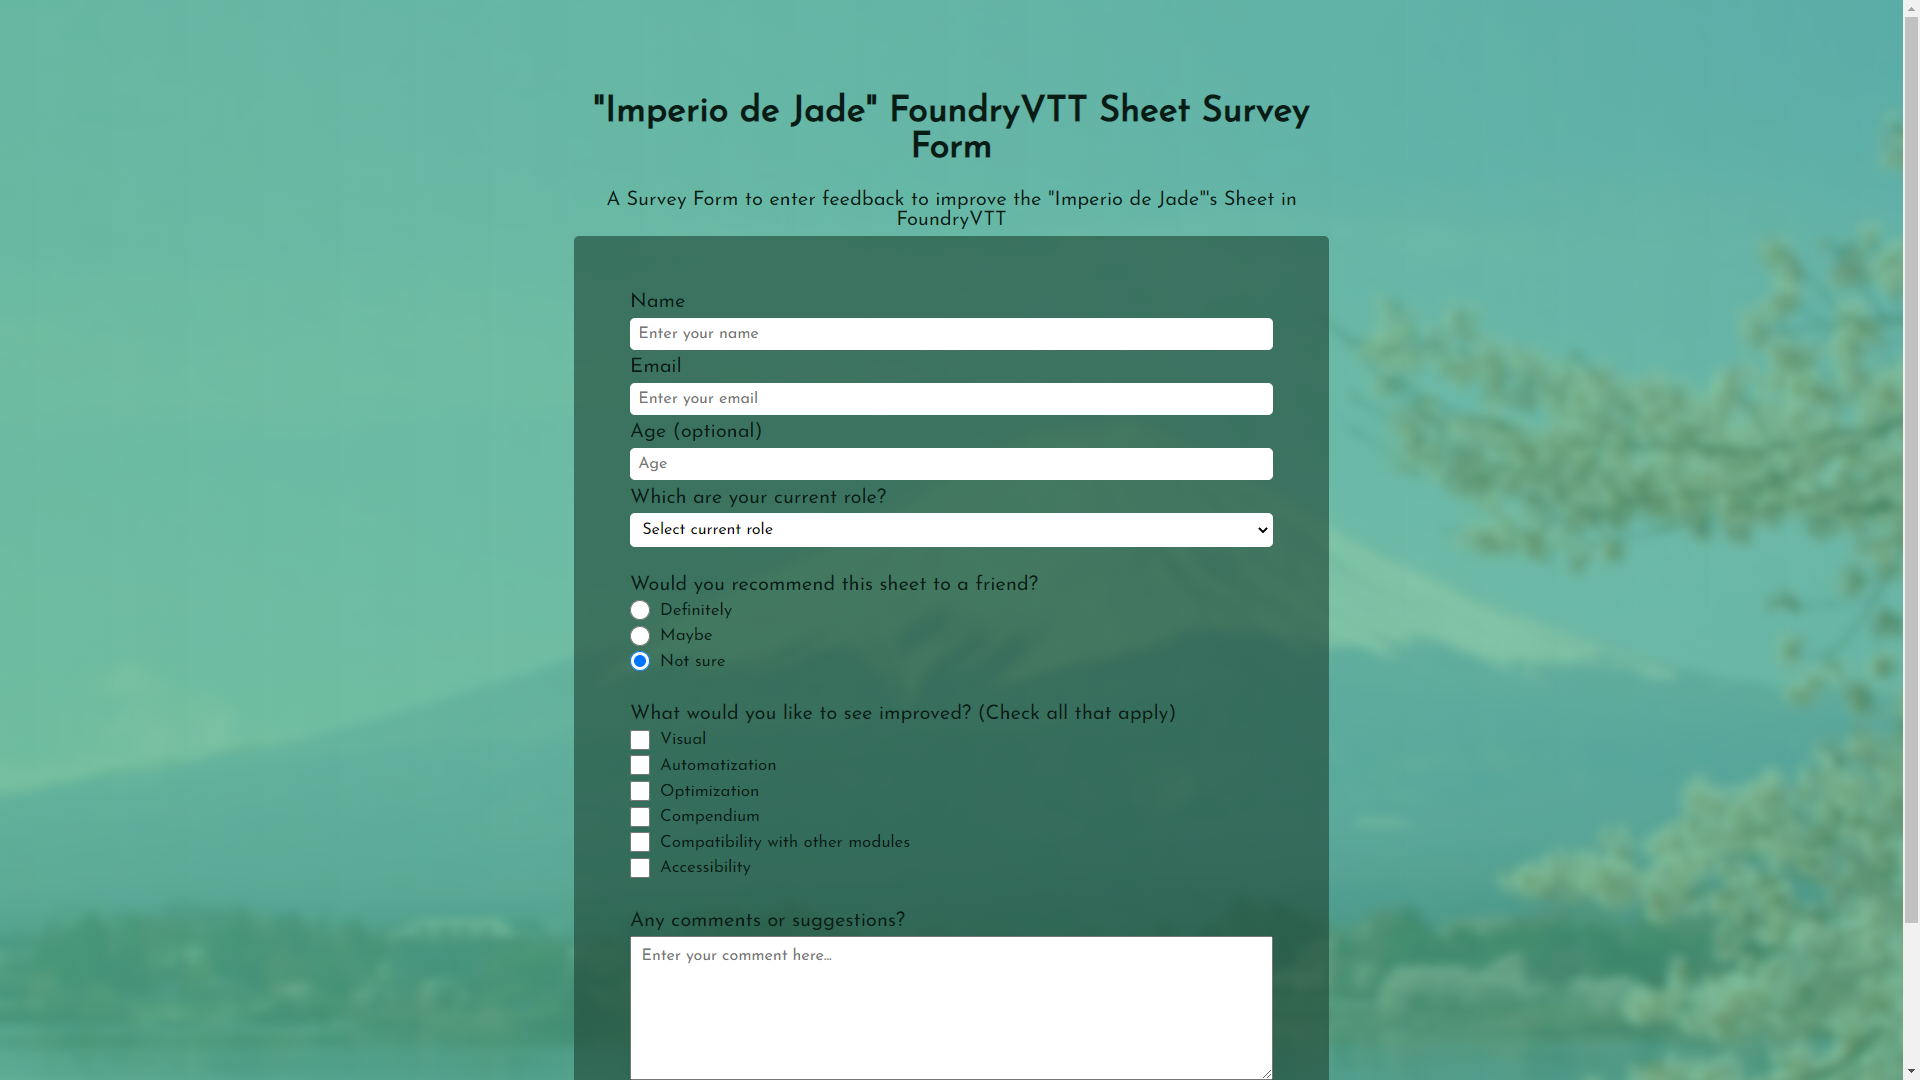 "Imperio de Jade" FoundryVTT Sheet Survey
Form
A Survey Form to enter feedback to improve the "Imperio de Jade"'s Sheet in
FoundryVTT
Name
Enter your name
Email
Enter your email
Age (optional)
Age
Which are your current role?
Select current role
Would you recommend this sheet to a friend?
Definitely
Maybe
Not sure
What would you like to see improved? (Check all that apply)
Visual
Automatization
Optimization
Compendium
Compatibility with other modules
Accessibility
Any comments or suggestions?
Enter your comment here...